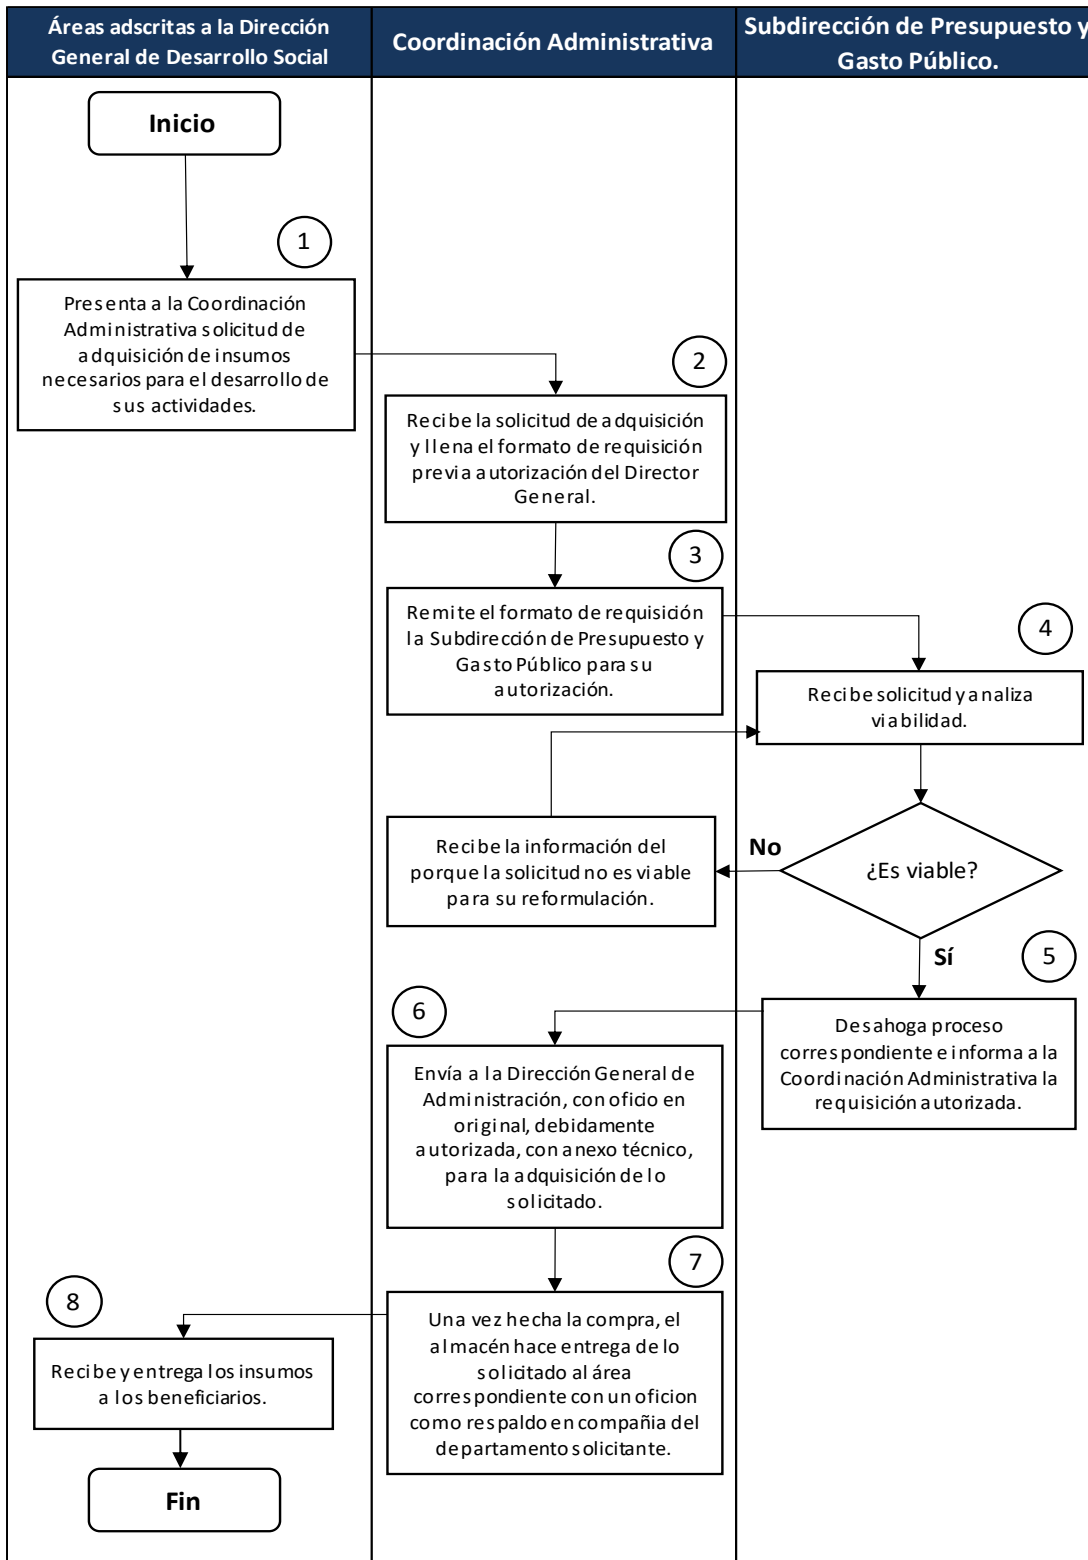 Áreas adscritas a la Dirección
General de Desarrollo Social
Coordinación Administrativa
Subdirección de Presupuesto y
Gasto Público.
Inicio
1
Presenta a la Coordinación
Administrativa solicitud de
adquisición de insumos
necesarios para el desarrollo de
sus actividades.
2
Recibe la solicitud de adquisición
y llena el formato de requisición
previa autorización del Director
General.
3
Remite el formato de requisición
la Subdirección de Presupuesto y
Gasto Público para su
autorización.
4
Recibe solicitud y analiza
viabilidad.
¿Es viable?
No
Recibe la información del
porque la solicitud no es viable
para su reformulación.
Sí
5
Desahoga proceso
correspondiente e informa a la
Coordinación Administrativa la
requisición autorizada.
6
Envía a la Dirección General de
Administración, con oficio en
original, debidamente
autorizada, con anexo técnico,
para la adquisición de lo
solicitado.
7
Una vez hecha la compra, el
almacén hace entrega de lo
solicitado al área
correspondiente con un oficion
como respaldo en compañia del
departamento solicitante.
8
Recibe y entrega los insumos
a los beneficiarios.
Fin